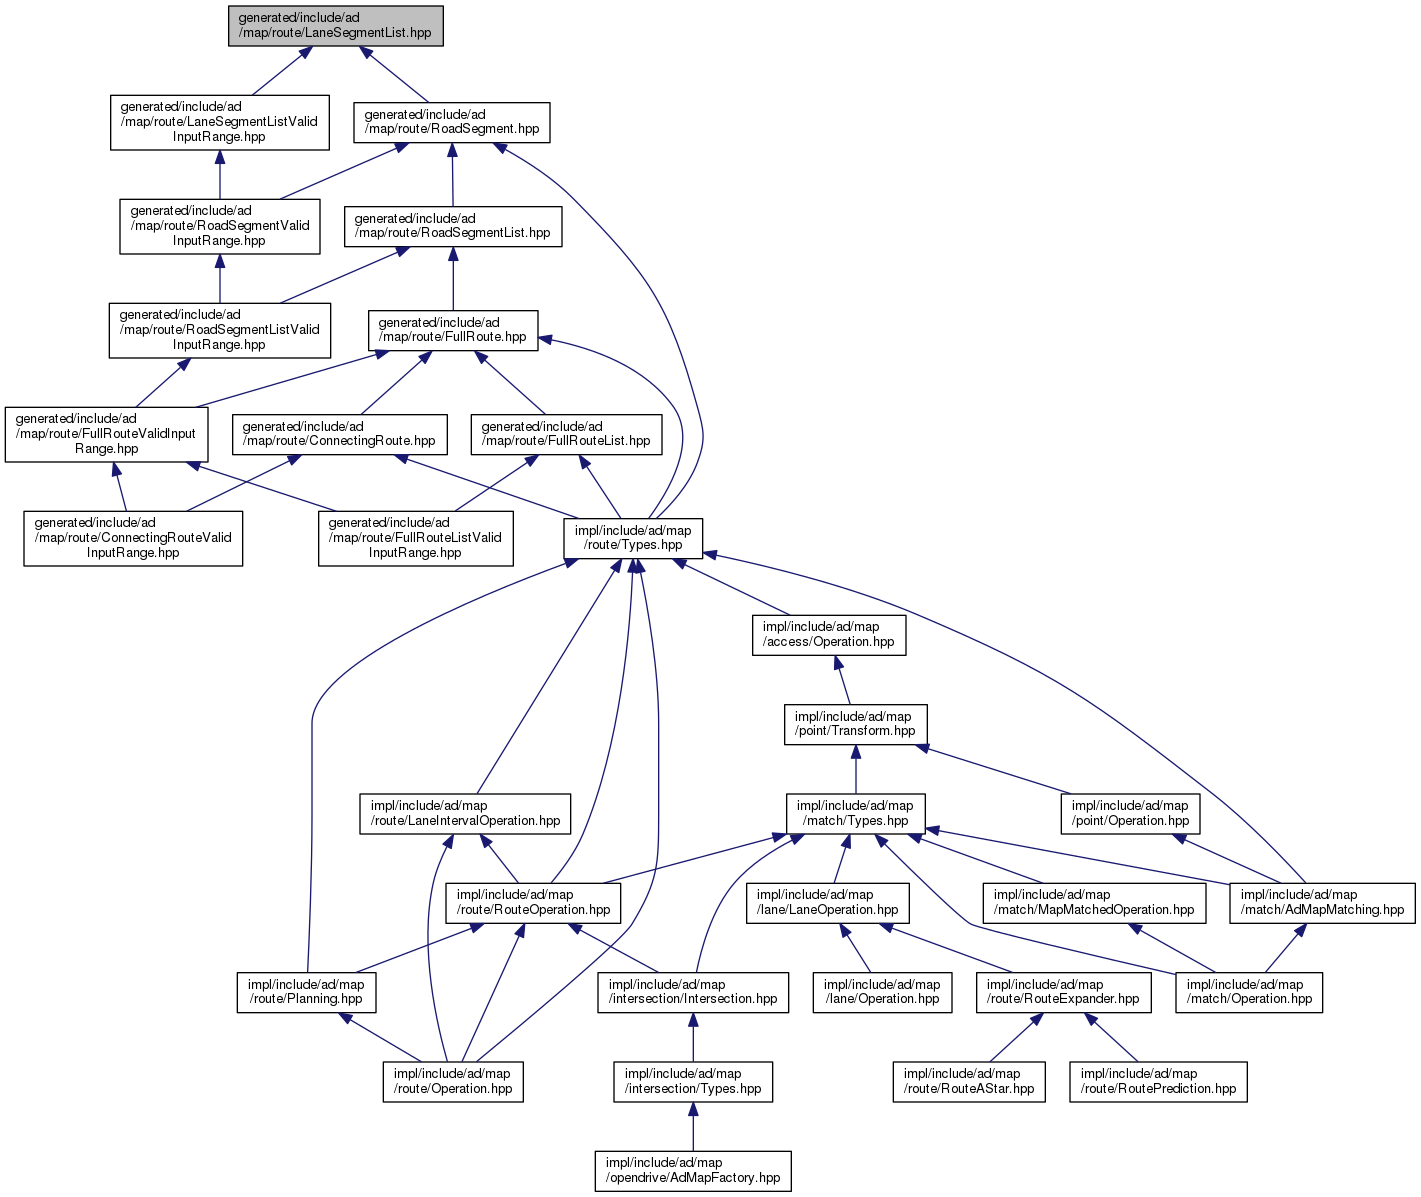 generated/include/ad
/map/route/LaneSegmentList.hpp
generated/include/ad
/map/route/LaneSegmentListValid
InputRange.hpp
generated/include/ad
/map/route/RoadSegment.hpp
generated/include/ad
/map/route/RoadSegmentValid
InputRange.hpp
generated/include/ad
/map/route/RoadSegmentList.hpp
generated/include/ad
/map/route/RoadSegmentListValid
InputRange.hpp
generated/include/ad
/map/route/FullRoute.hpp
generated/include/ad
/map/route/FullRouteValidInput
Range.hpp
generated/include/ad
/map/route/ConnectingRoute.hpp
generated/include/ad
/map/route/FullRouteList.hpp
generated/include/ad
/map/route/ConnectingRouteValid
InputRange.hpp
generated/include/ad
/map/route/FullRouteListValid
InputRange.hpp
impl/include/ad/map
/route/Types.hpp
impl/include/ad/map
/access/Operation.hpp
impl/include/ad/map
/point/Transform.hpp
impl/include/ad/map
/route/LaneIntervalOperation.hpp
impl/include/ad/map
/match/Types.hpp
impl/include/ad/map
/point/Operation.hpp
impl/include/ad/map
/route/RouteOperation.hpp
impl/include/ad/map
/lane/LaneOperation.hpp
impl/include/ad/map
/match/MapMatchedOperation.hpp
impl/include/ad/map
/match/AdMapMatching.hpp
impl/include/ad/map
/route/Planning.hpp
impl/include/ad/map
/intersection/Intersection.hpp
impl/include/ad/map
/lane/Operation.hpp
impl/include/ad/map
/route/RouteExpander.hpp
impl/include/ad/map
/match/Operation.hpp
impl/include/ad/map
/route/Operation.hpp
impl/include/ad/map
/intersection/Types.hpp
impl/include/ad/map
/route/RouteAStar.hpp
impl/include/ad/map
/route/RoutePrediction.hpp
impl/include/ad/map
/opendrive/AdMapFactory.hpp